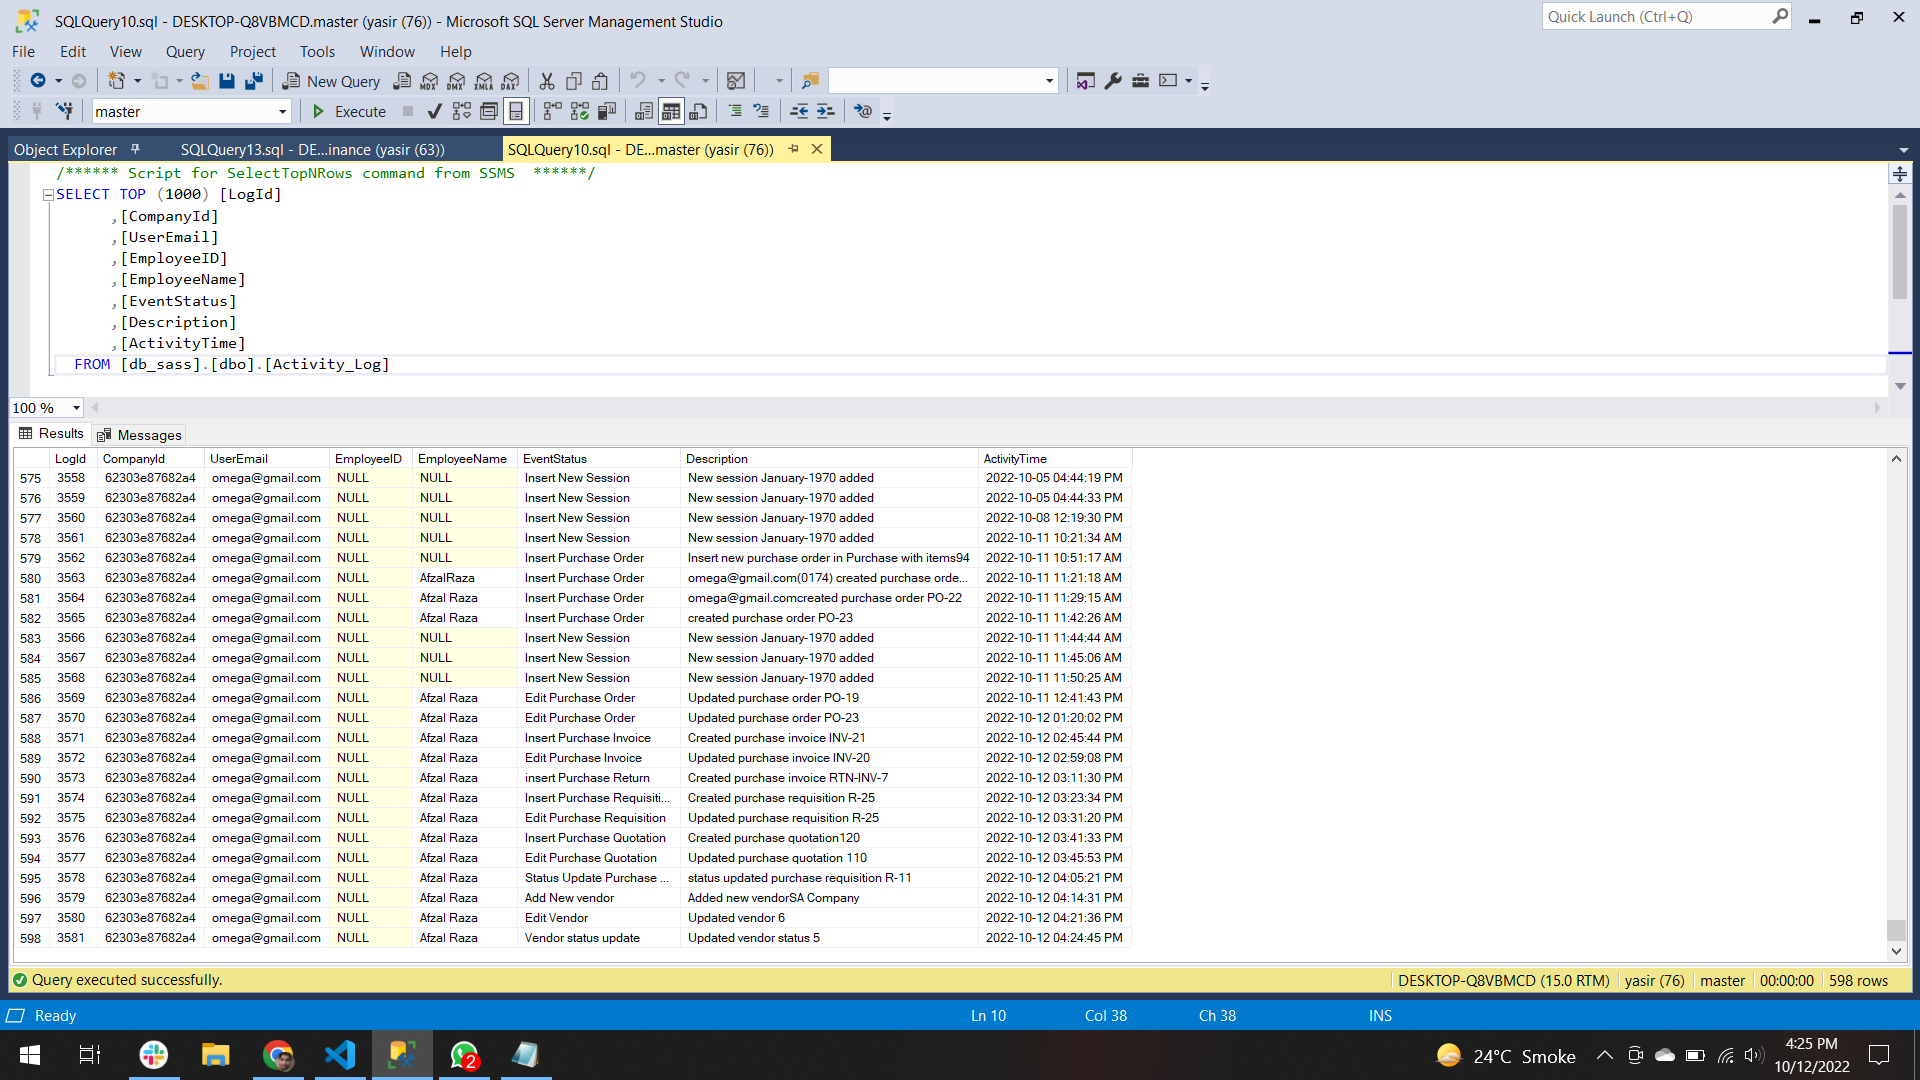 SQLQuery10.sql - DESKTOP-Q8VBMCD.master (yasir (76)) - Microsoft SQL Server Management Studio
Quick Launch (Ctrl+Q)
File Edit View Query Project Tools Window Help
New Query MDX DMX XMLA DAX
master Execute
Object Explorer SQLQuery13.sql - DE...inance (yasir (63)) SQLQuery10.sql - DE...master (yasir (76))
/****** Script for SelectTopNRows command from SSMS ******/
SELECT TOP (1000) [LogId]
,[CompanyId]
,[UserEmail]
,[EmployeeID]
,[EmployeeName]
,[EventStatus]
,[Description]
,[ActivityTime]
FROM [db_sass].[dbo].[Activity_Log]
100 %
Results Messages
LogId CompanyId UserEmail EmployeeID EmployeeName EventStatus Description ActivityTime
575 3558 62303e87682a4 omega@gmail.com NULL NULL Insert New Session New session January-1970 added 2022-10-05 04:44:19 PM
576 3559 62303e87682a4 omega@gmail.com NULL NULL Insert New Session New session January-1970 added 2022-10-05 04:44:33 PM
577 3560 62303e87682a4 omega@gmail.com NULL NULL Insert New Session New session January-1970 added 2022-10-08 12:19:30 PM
578 3561 62303e87682a4 omega@gmail.com NULL NULL Insert New Session New session January-1970 added 2022-10-11 10:21:34 AM
579 3562 62303e87682a4 omega@gmail.com NULL NULL Insert Purchase Order Insert new purchase order in Purchase with items94 2022-10-11 10:51:17 AM
580 3563 62303e87682a4 omega@gmail.com NULL AfzalRaza Insert Purchase Order omega@gmail.com(0174) created purchase orde... 2022-10-11 11:21:18 AM
581 3564 62303e87682a4 omega@gmail.com NULL Afzal Raza Insert Purchase Order omega@gmail.comcreated purchase order PO-22 2022-10-11 11:29:15 AM
582 3565 62303e87682a4 omega@gmail.com NULL Afzal Raza Insert Purchase Order created purchase order PO-23 2022-10-11 11:42:26 AM
583 3566 62303e87682a4 omega@gmail.com NULL NULL Insert New Session New session January-1970 added 2022-10-11 11:44:44 AM
584 3567 62303e87682a4 omega@gmail.com NULL NULL Insert New Session New session January-1970 added 2022-10-11 11:45:06 AM
585 3568 62303e87682a4 omega@gmail.com NULL NULL Insert New Session New session January-1970 added 2022-10-11 11:50:25 AM
586 3569 62303e87682a4 omega@gmail.com NULL Afzal Raza Edit Purchase Order Updated purchase order PO-19 2022-10-11 12:41:43 PM
587 3570 62303e87682a4 omega@gmail.com NULL Afzal Raza Edit Purchase Order Updated purchase order PO-23 2022-10-12 01:20:02 PM
588 3571 62303e87682a4 omega@gmail.com NULL Afzal Raza Insert Purchase Invoice Created purchase invoice INV-21 2022-10-12 02:45:44 PM
589 3572 62303e87682a4 omega@gmail.com NULL Afzal Raza Edit Purchase Invoice Updated purchase invoice INV-20 2022-10-12 02:59:08 PM
590 3573 62303e87682a4 omega@gmail.com NULL Afzal Raza insert Purchase Return Created purchase invoice RTN-INV-7 2022-10-12 03:11:30 PM
591 3574 62303e87682a4 omega@gmail.com NULL Afzal Raza Insert Purchase Requisiti... Created purchase requisition R-25 2022-10-12 03:23:34 PM
592 3575 62303e87682a4 omega@gmail.com NULL Afzal Raza Edit Purchase Requisition Updated purchase requisition R-25 2022-10-12 03:31:20 PM
593 3576 62303e87682a4 omega@gmail.com NULL Afzal Raza Insert Purchase Quotation Created purchase quotation120 2022-10-12 03:41:33 PM
594 3577 62303e87682a4 omega@gmail.com NULL Afzal Raza Edit Purchase Quotation Updated purchase quotation 110 2022-10-12 03:45:53 PM
595 3578 62303e87682a4 omega@gmail.com NULL Afzal Raza Status Update Purchase ... status updated purchase requisition R-11 2022-10-12 04:05:21 PM
596 3579 62303e87682a4 omega@gmail.com NULL Afzal Raza Add New vendor Added new vendorSA Company 2022-10-12 04:14:31 PM
597 3580 62303e87682a4 omega@gmail.com NULL Afzal Raza Edit Vendor Updated vendor 6 2022-10-12 04:21:36 PM
598 3581 62303e87682a4 omega@gmail.com NULL Afzal Raza Vendor status update Updated vendor status 5 2022-10-12 04:24:45 PM
Query executed successfully. DESKTOP-Q8VBMCD (15.0 RTM) yasir (76) master 00:00:00 598 rows
Ready Ln 10 Col 38 Ch 38 INS
2 24°C Smoke 4:25 PM
10/12/2022